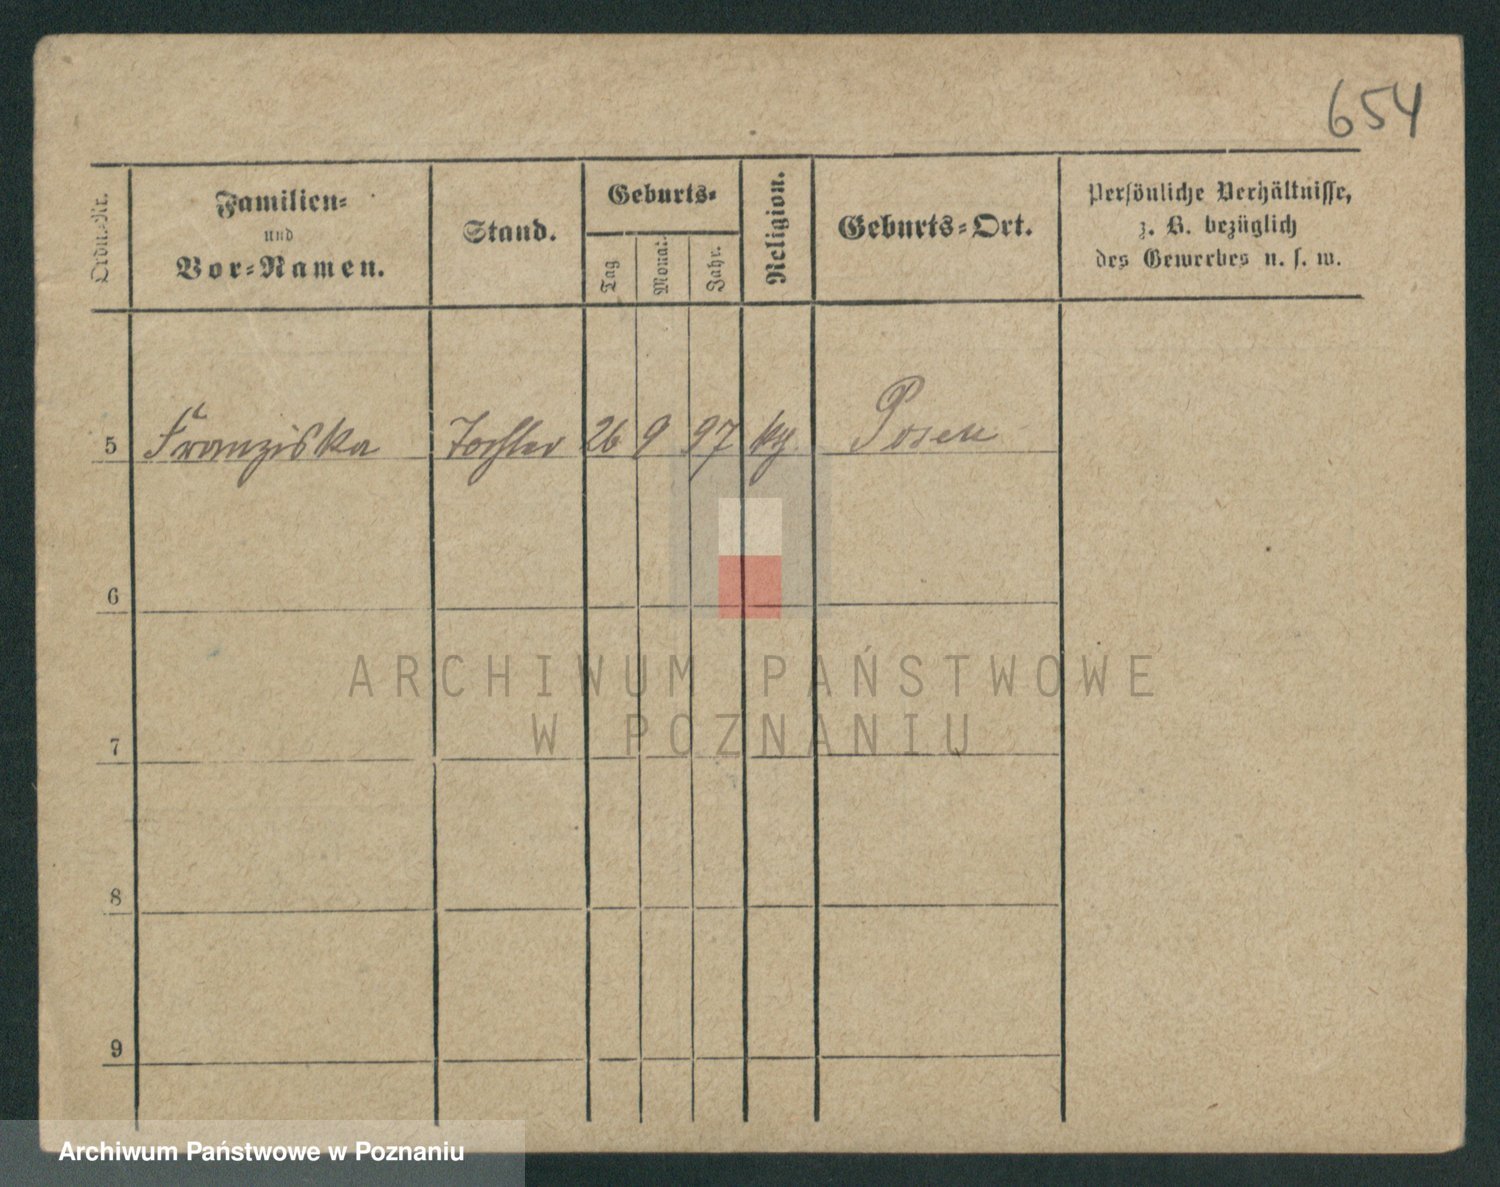 654
Ordn.-Nr.
Familien-
und
Vor-Namen.
Stand.
Geburts-
Tag
Monat.
Jahr.
Religion.
Geburts-Ort.
Persönliche Verhältnisse,
z. B. bezüglich
des Gewerbes u. s. w.
5 Franziska Tochter 26 9 97 Posen
6
ARCHIWUM PAŃSTWOWE
W POZNANIU
7
8
9
Archiwum Państwowe w Poznaniu